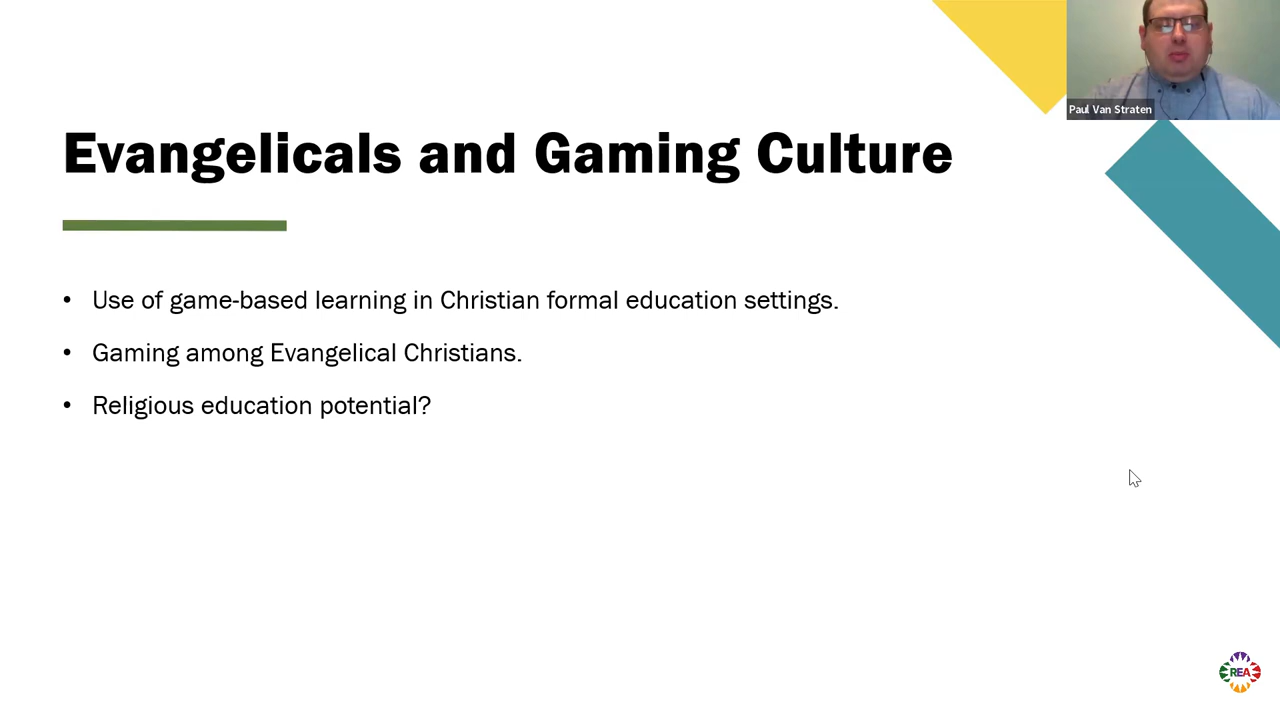 Paul Van Straten
Evangelicals and Gaming Culture
• Use of game-based learning in Christian formal education settings.
• Gaming among Evangelical Christians.
• Religious education potential?
REA